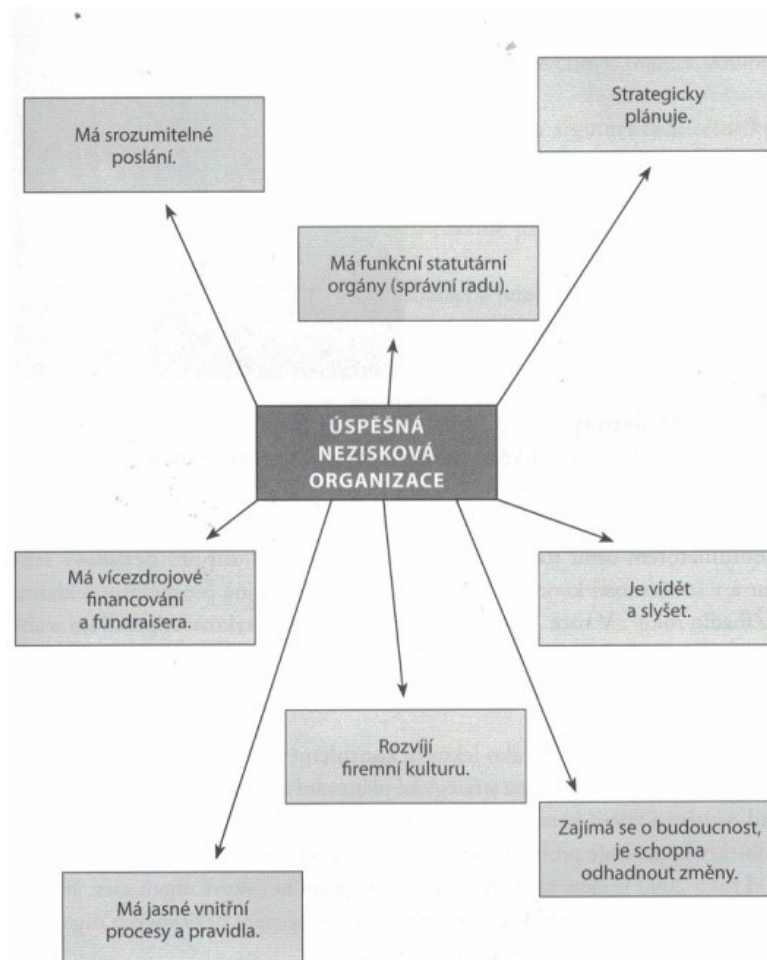 Strategicky
plánuje.
Má srozumitelné
poslání.
Má funkční statutární
orgány (správní radu).
ÚSPĚŠNÁ
NEZISKOVÁ
ORGANIZACE
Má vícezdrojové
financování
a fundraisera.
Je vidět
a slyšet.
Rozvíjí
firemní kulturu.
Zajímá se o budoucnost,
je schopna
odhadnout změny.
Má jasné vnitřní
procesy a pravidla.